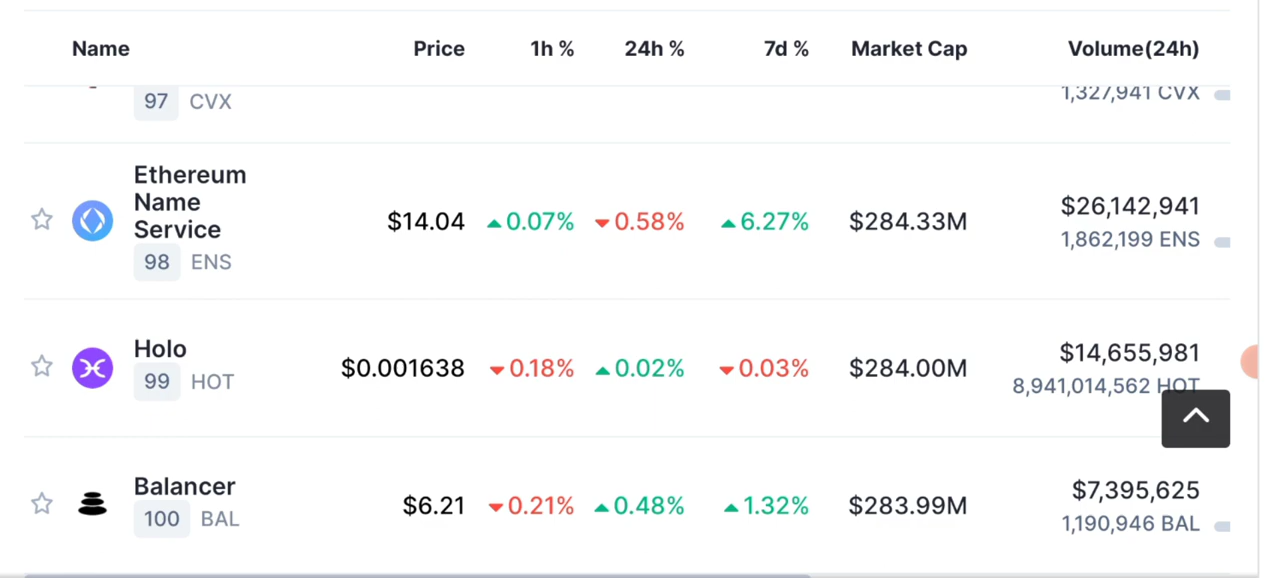 Name Price 1h % 24h % 7d % Market Cap Volume(24h)
97 CVX 1,327,941 CVX
Ethereum
Name
Service
98 ENS
$14.04 0.07% 0.58% 6.27% $284.33M $26,142,941
1,862,199 ENS
Holo
99 HOT
$0.001638 0.18% 0.02% 0.03% $284.00M $14,655,981
8,941,014,562 HOT
Balancer
100 BAL
$6.21 0.21% 0.48% 1.32% $283.99M $7,395,625
1,190,946 BAL